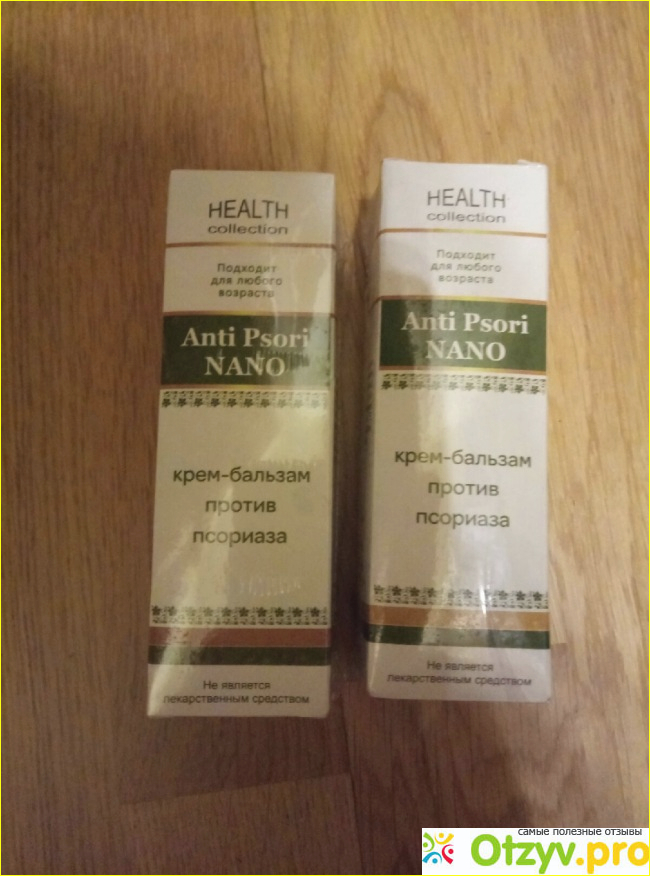 HEALTH
collection
Подходит
для любого
возраста
Anti Psori
NANO
крем-бальзам
против
псориаза
Не является
лекарственным средством
HEALTH
collection
Подходит
для любого
возраста
Anti Psori
NANO
крем-бальзам
против
псориаза
Не является
лекарственным средством
самые полезные отзывы
Otzyv.pro